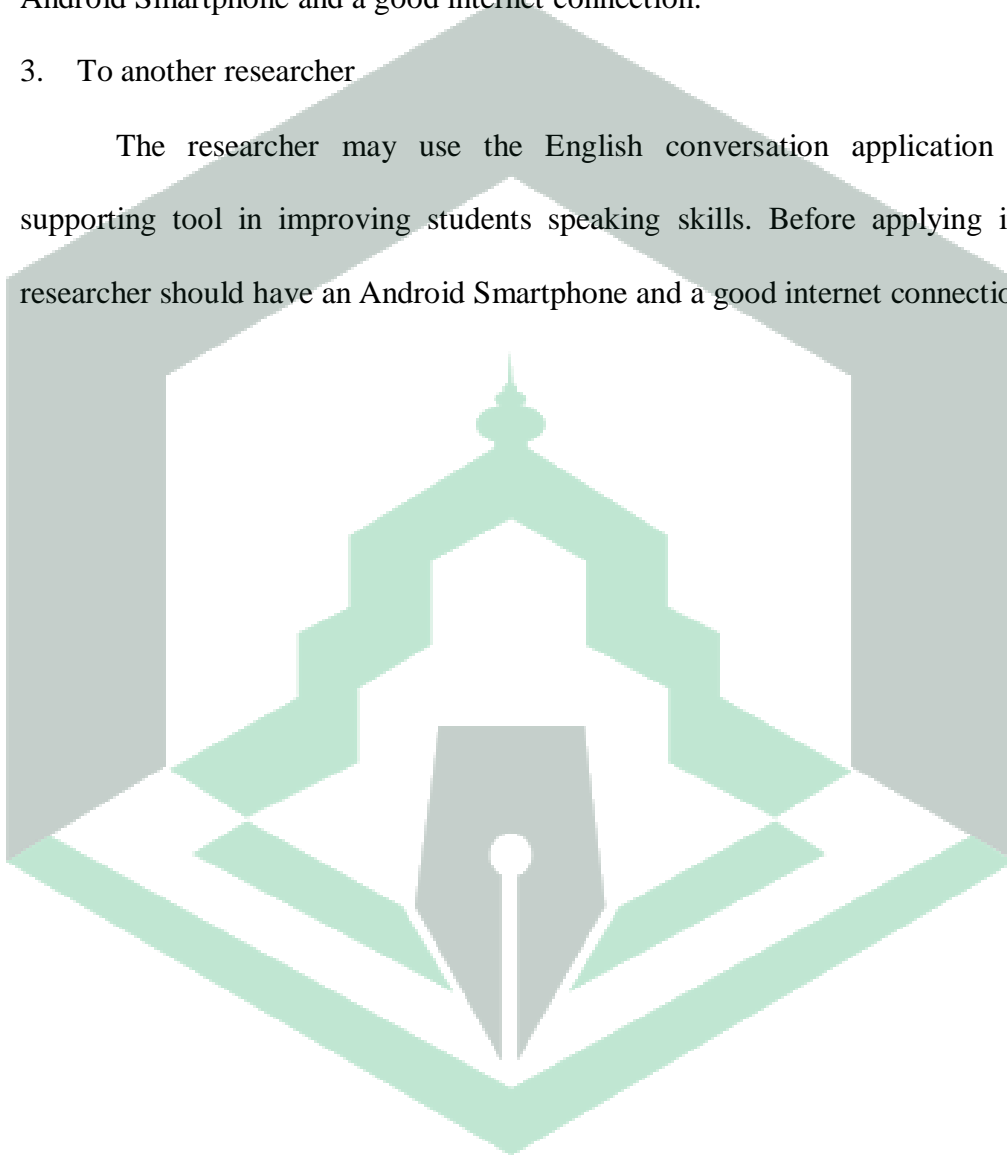 Android Smartphone and a good internet connection.
3. To another researcher
The researcher may use the English conversation application
supporting tool in improving students speaking skills. Before applying i
researcher should have an Android Smartphone and a good internet connectio